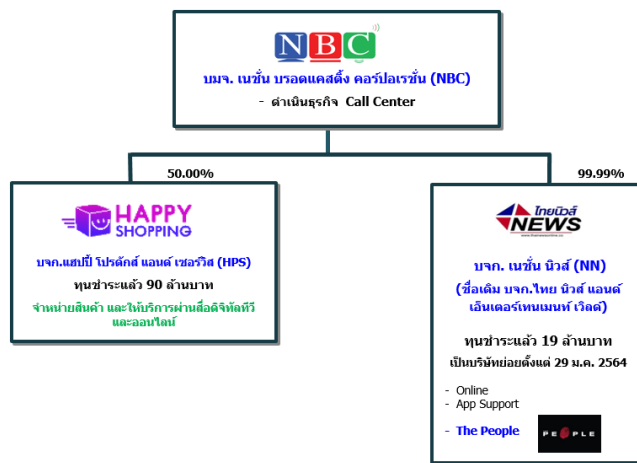 NBC
บมจ. เนชั่น บรอดแคสติ้ง คอร์ปอเรชั่น (NBC)
- ดำเนินธุรกิจ Call Center
50.00%
99.99%
HAPPY
SHOPPING
บจก.แฮปปี้ โปรดักส์ แอนด์ เซอร์วิส (HPS)
ทุนชำระแล้ว 90 ล้านบาท
จำหน่ายสินค้า และให้บริการผ่านสื่อดิจิทัลทีวี
และออนไลน์
ไทยนิวส์
NEWS
บจก. เนชั่น นิวส์ (NN)
(ชื่อเดิม บจก.ไทย นิวส์ แอนด์
เอ็นเตอร์เทนเมนท์ เวิลด์)
ทุนชำระแล้ว 19 ล้านบาท
เป็นบริษัทย่อยตั้งแต่ 29 ม.ค. 2564
- Online
- App Support
- The People
PEOPLE